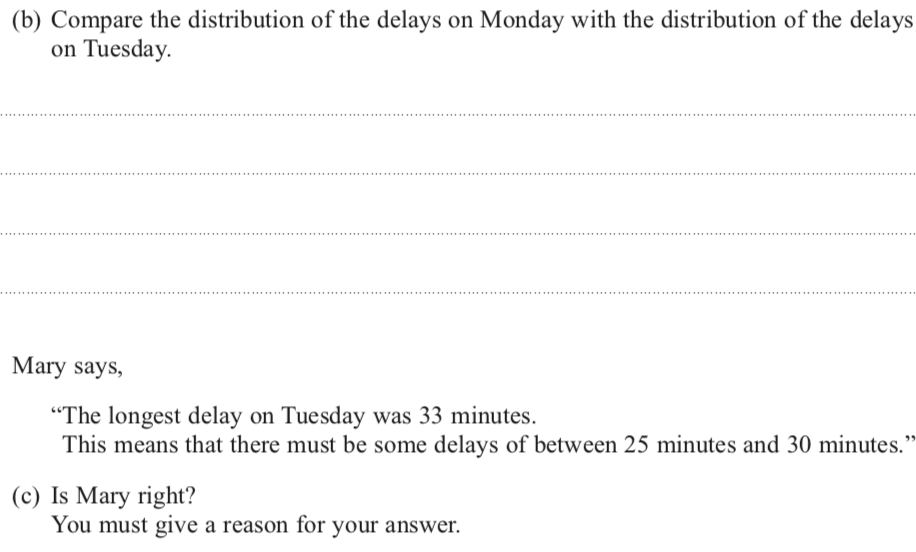 (b) Compare the distribution of the delays on Monday with the distribution of the delays
on Tuesday.
Mary says,
“The longest delay on Tuesday was 33 minutes.
This means that there must be some delays of between 25 minutes and 30 minutes.”
(c) Is Mary right?
You must give a reason for your answer.